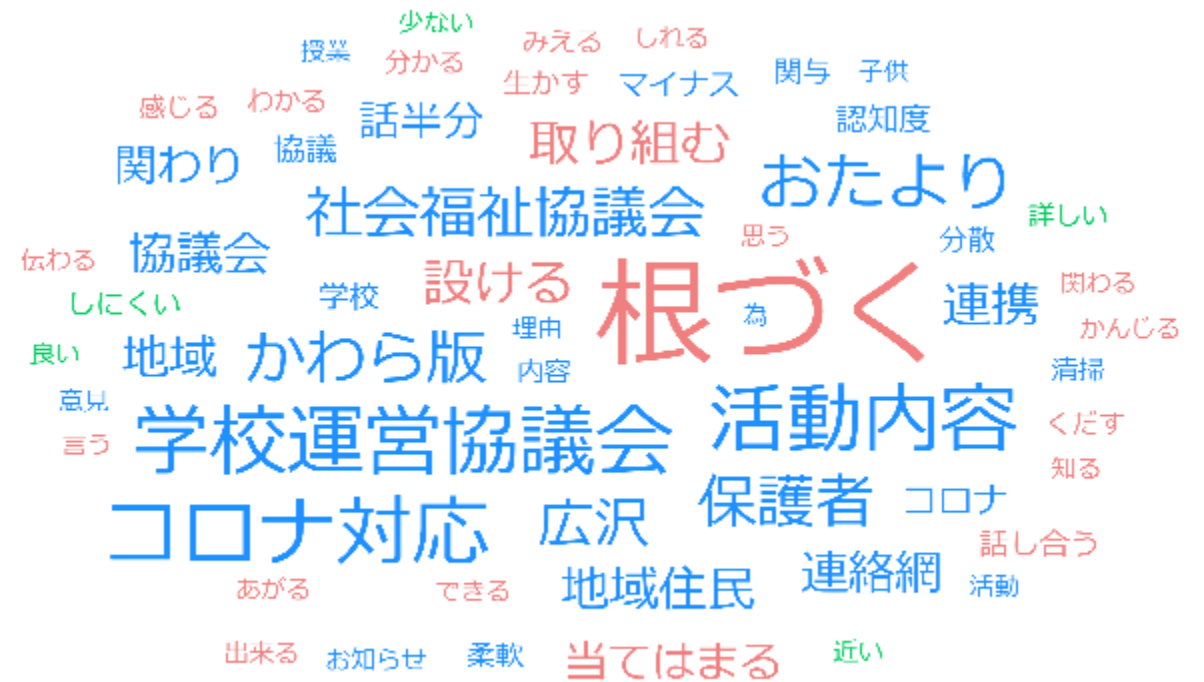 少ない
授業 分かる みえる しれる
感じる わかる 生かす マイナス 関与 子供
話半分 取り組む 認知度
関わり 協議 おたより
社会福祉協議会 詳しい
伝わる 協議会 思う 分散
しにくい 学校 設ける 根づく 連携 関わる
良い 地域 かわら版 理由 為 かんじる
意見 内容 清掃
言う 学校運営協議会 活動内容 くだす
コロナ対応 広沢 保護者 コロナ 知る
話し合う
あがる できる 地域住民 連絡網 活動
出来る お知らせ 柔軟 当てはまる 近い